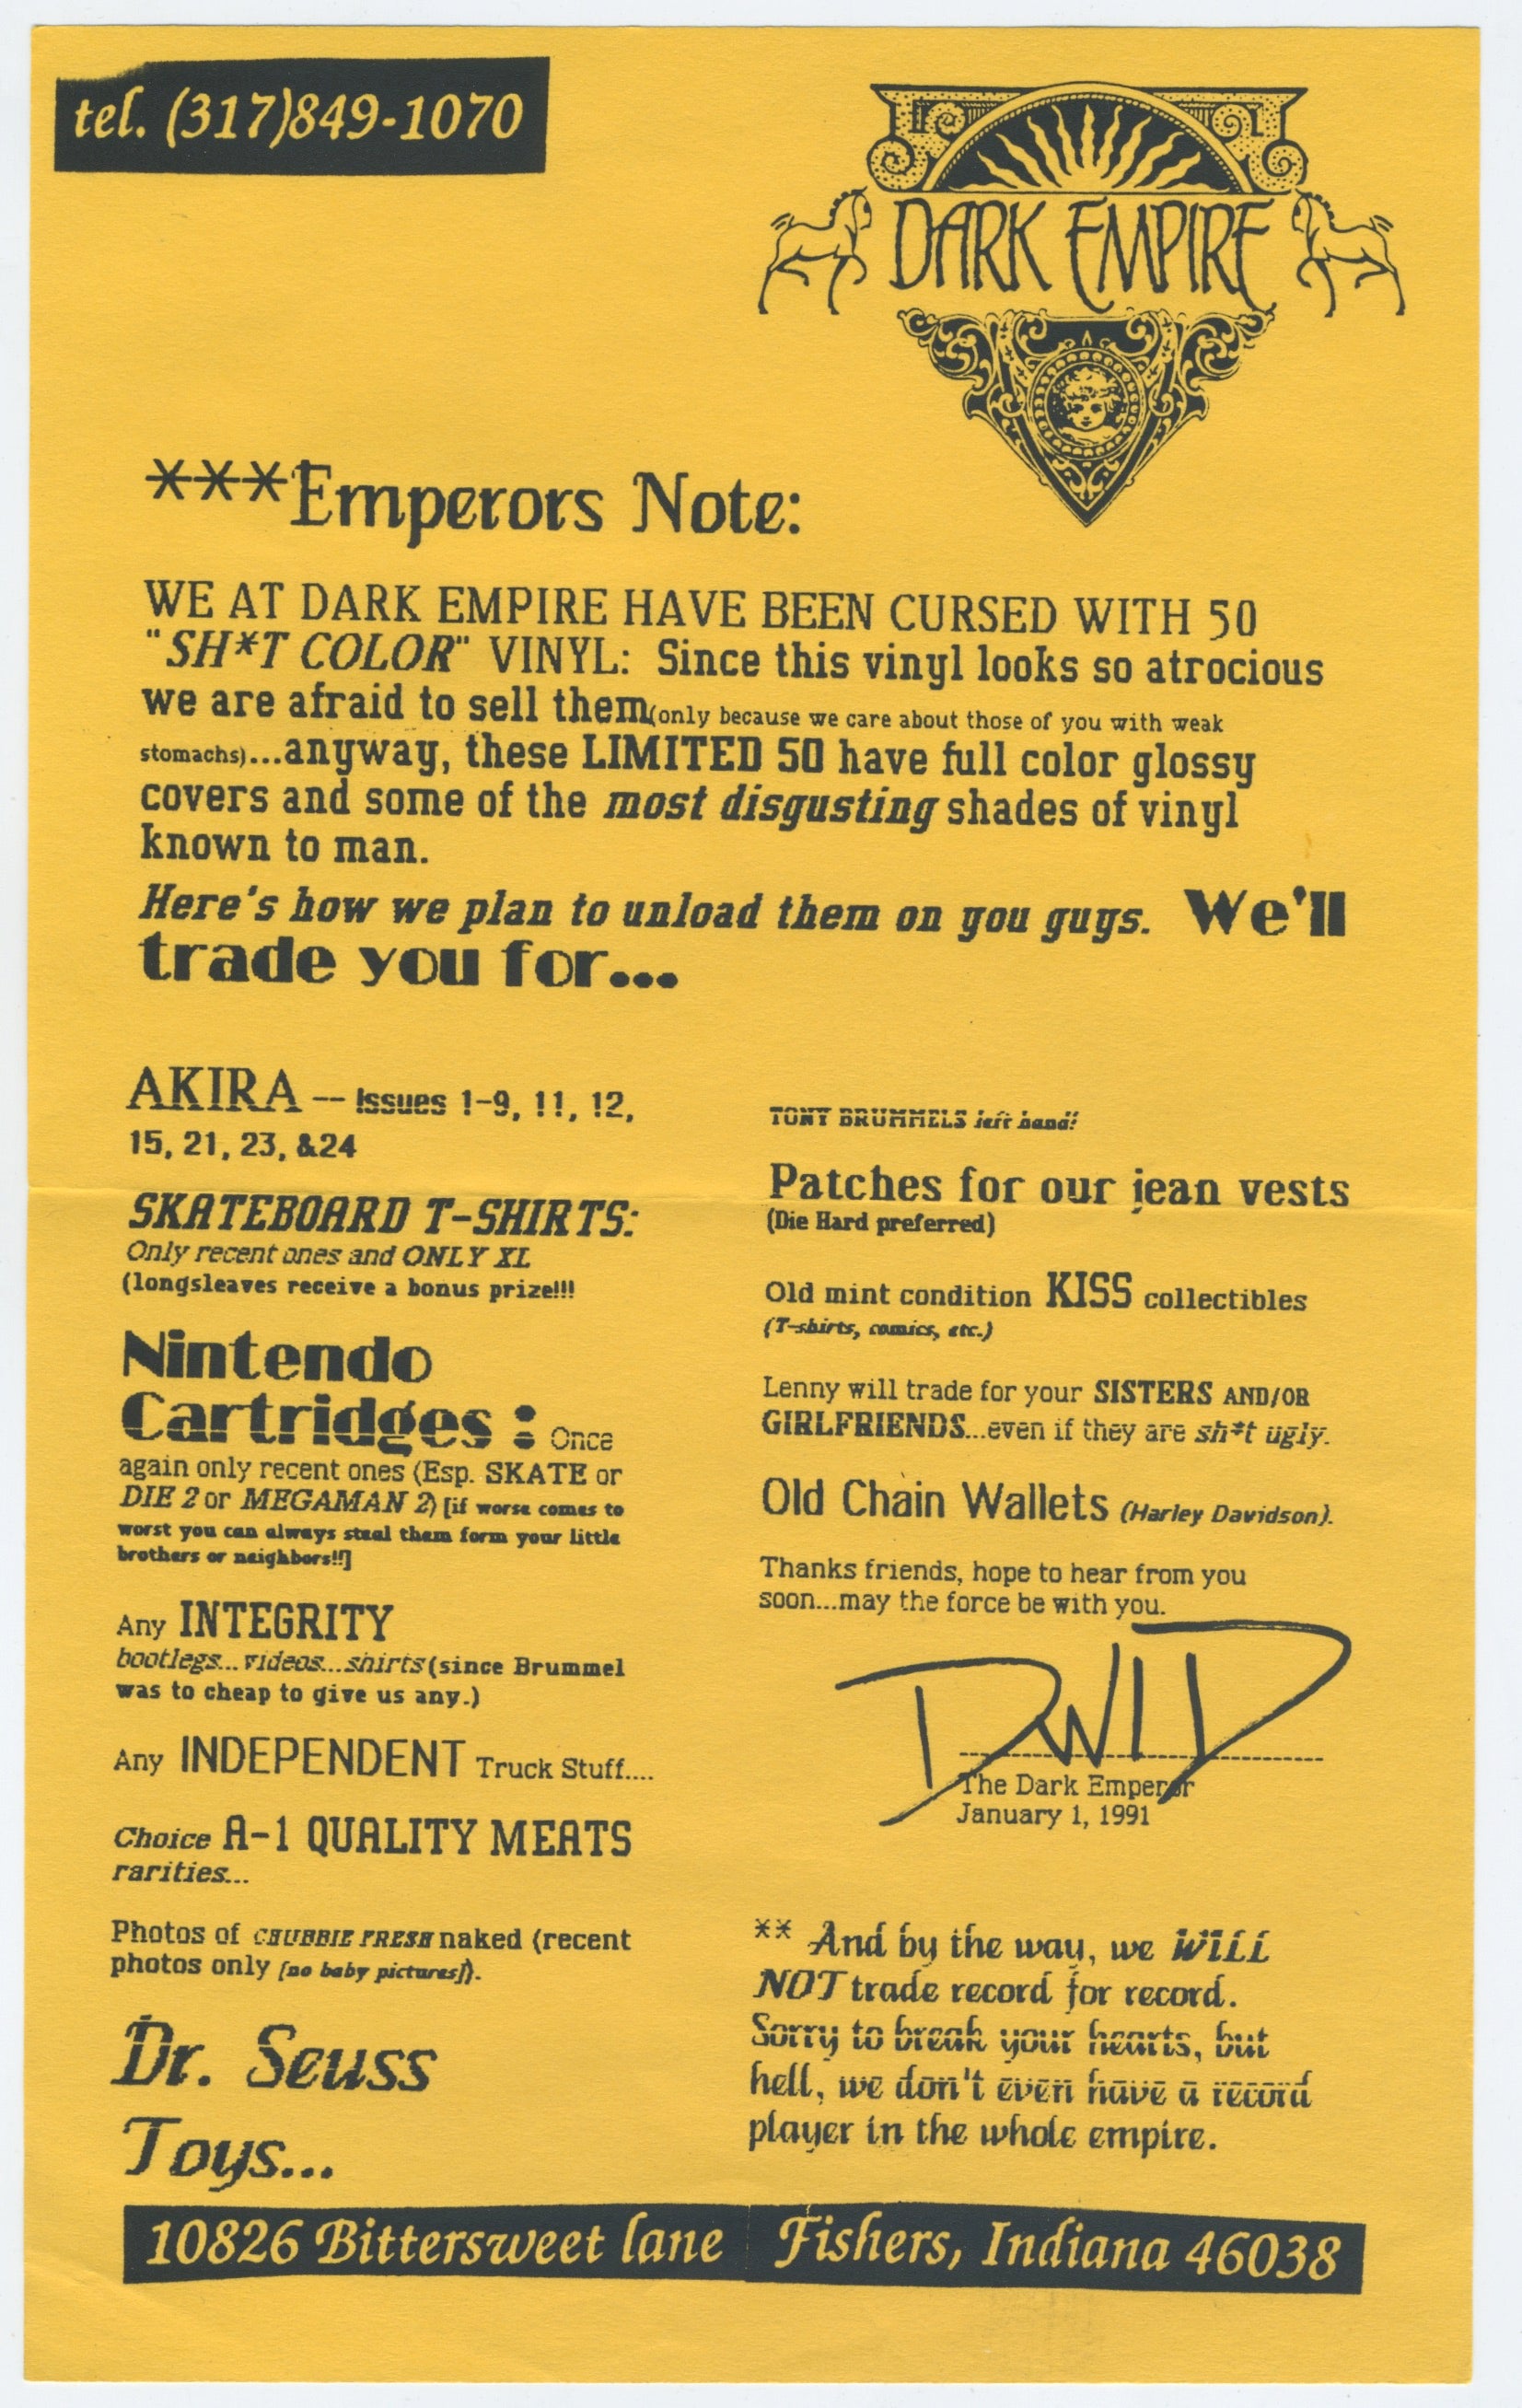 tel. (317)849-1070
DARK EMPIRE
***Emperors Note:
WE AT DARK EMPIRE HAVE BEEN CURSED WITH 50
"SH*T COLOR" VINYL: Since this vinyl looks so atrocious
we are afraid to sell them(only because we care about those of you with weak
stomachs)...anyway, these LIMITED 50 have full color glossy
covers and some of the most disgusting shades of vinyl
known to man.
Here's how we plan to unload them on you guys. We'll
trade you for...
AKIRA -- Issues 1-9, 11, 12,
15, 21, 23, &24
SKATEBOARD T-SHIRTS:
Only recent ones and ONLY XL
(longsleaves receive a bonus prize!!!
Nintendo
Cartridges: Once
again only recent ones (Esp. SKATE or
DIE 2 or MEGAMAN 2) [if worse comes to
worst you can always steal them form your little
brothers or neighbors!!]
Any INTEGRITY
bootlegs...videos...shirts(since Brummel
was to cheap to give us any.)
Any INDEPENDENT Truck Stuff....
Choice A-1 QUALITY MEATS
rarities...
Photos of CHUBBIE FRESH naked (recent
photos only [no baby pictures]).
Dr. Seuss
Toys...
TONY BRUMMELS left hand!
Patches for our jean vests
(Die Hard preferred)
Old mint condition KISS collectibles
(T-shirts, comics, etc.)
Lenny will trade for your SISTERS AND/OR
GIRLFRIENDS...even if they are sh*t ugly.
Old Chain Wallets (Harley Davidson).
Thanks friends, hope to hear from you
soon...may the force be with you.
DWID
The Dark Emperor
January 1, 1991
** And by the way, we WILL
NOT trade record for record.
Sorry to break your hearts, but
hell, we don't even have a record
player in the whole empire.
10826 Bittersweet lane Fishers, Indiana 46038